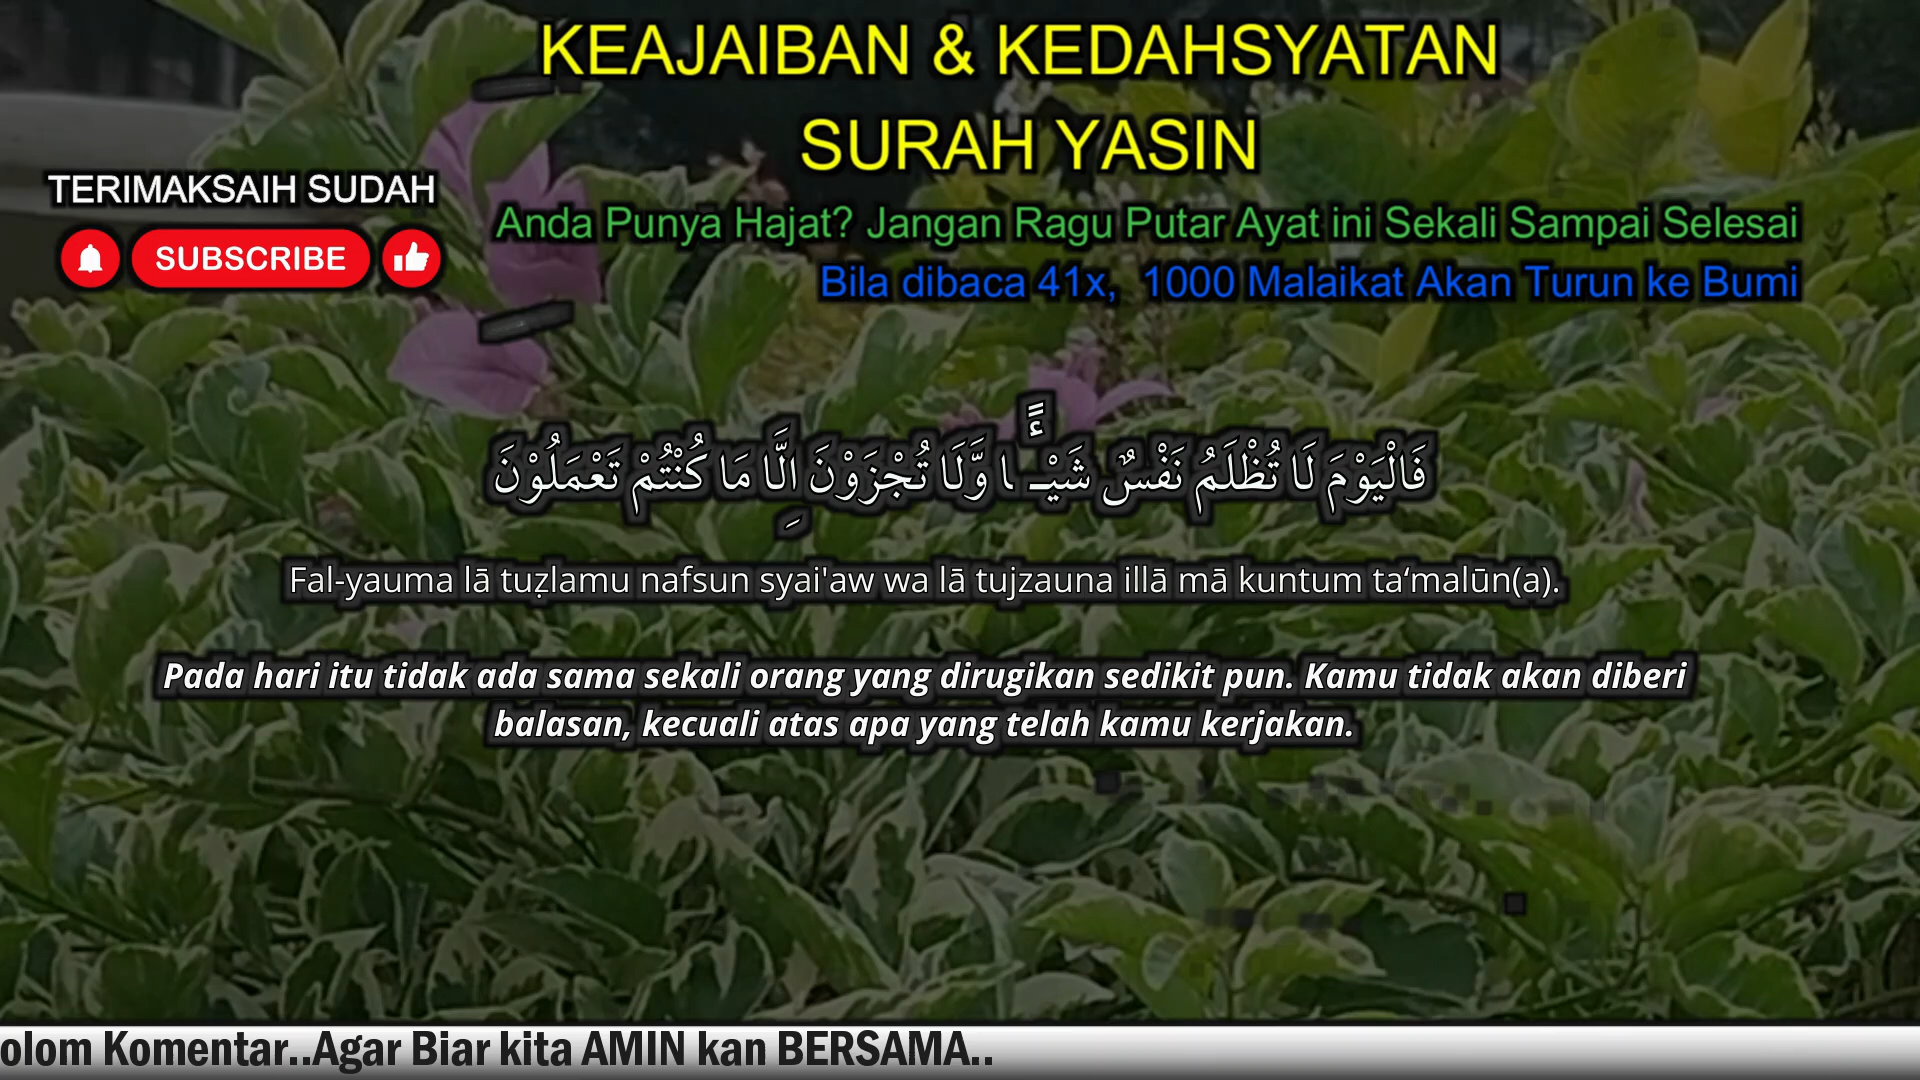 KEAJAIBAN & KEDAHSYATAN
SURAH YASIN
TERIMAKSAIH SUDAH
SUBSCRIBE
Anda Punya Hajat? Jangan Ragu Putar Ayat ini Sekali Sampai Selesai
Bila dibaca 41x, 1000 Malaikat Akan Turun ke Bumi
فَالْيَوْمَ لَا تُظْلَمُ نَفْسٌ شَيْـًٔا وَّلَا تُجْزَوْنَ اِلَّا مَا كُنْتُمْ تَعْمَلُوْنَ
Fal-yauma lā tuẓlamu nafsun syai'aw wa lā tujzauna illā mā kuntum ta‘malūn(a).
Pada hari itu tidak ada sama sekali orang yang dirugikan sedikit pun. Kamu tidak akan diberi
balasan, kecuali atas apa yang telah kamu kerjakan.
olom Komentar..Agar Biar kita AMIN kan BERSAMA..